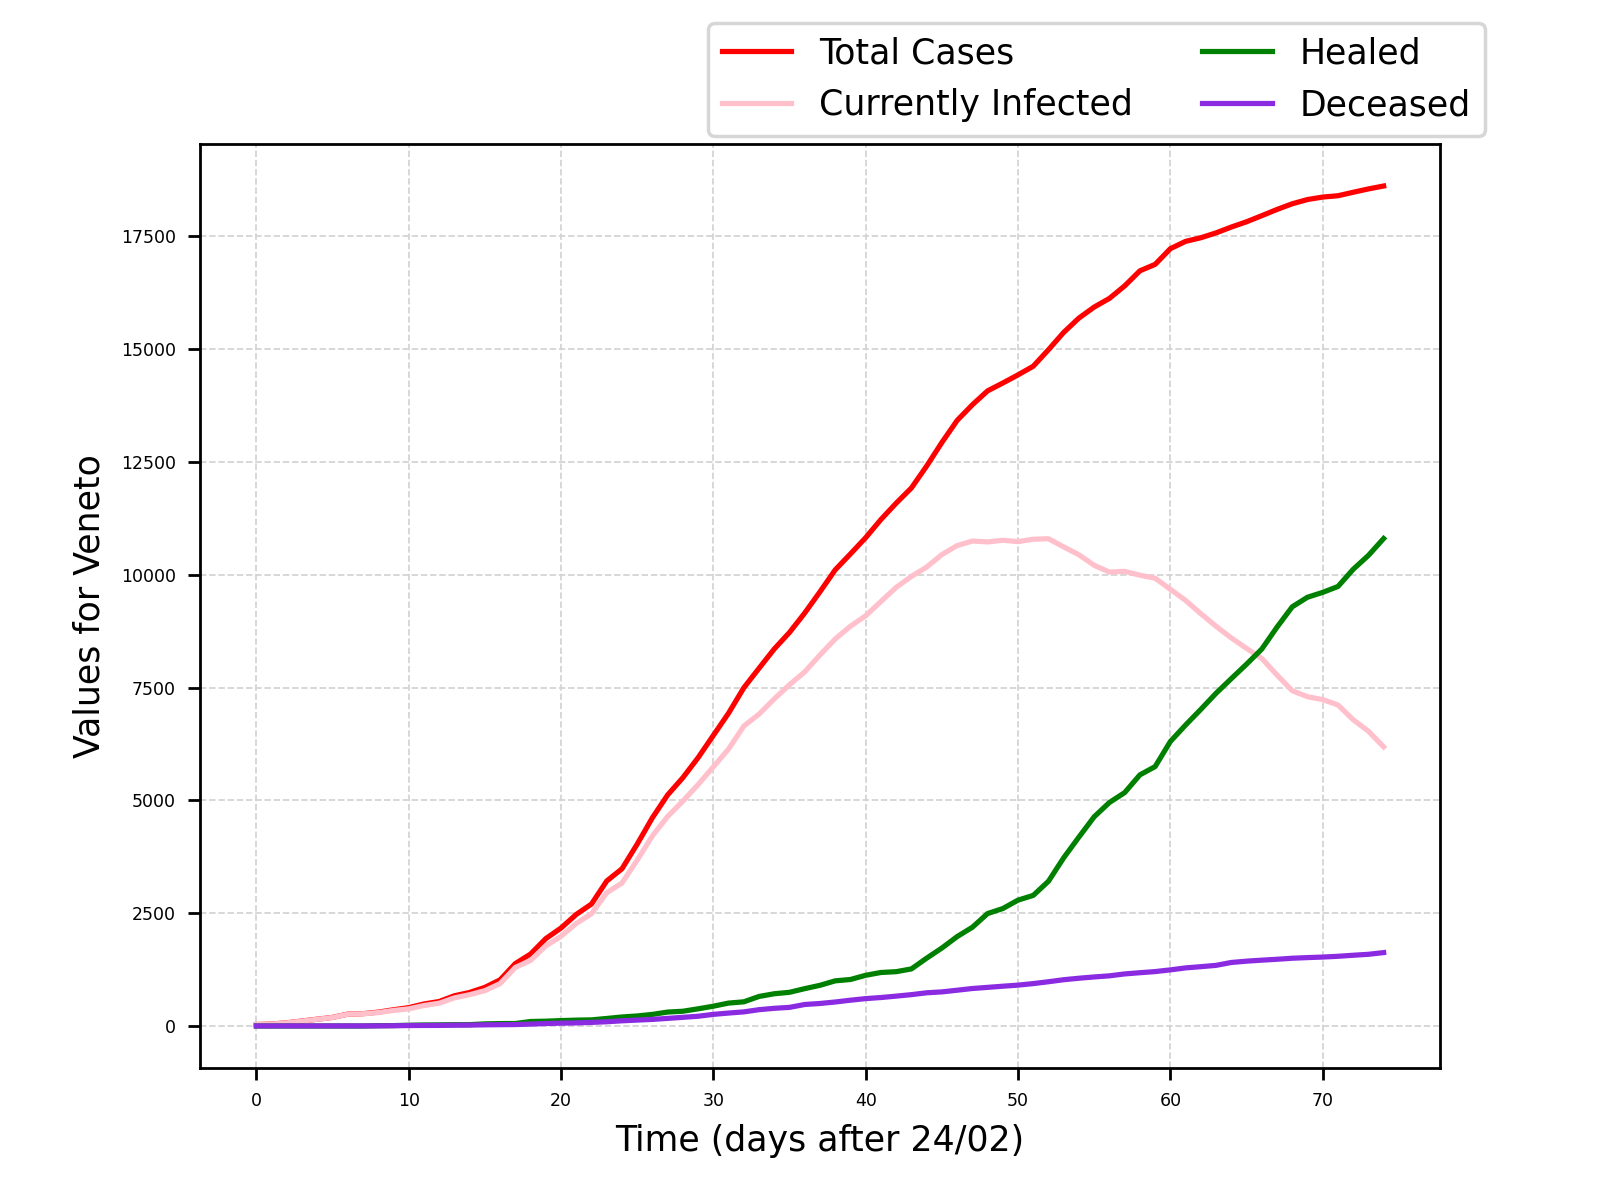 Total Cases
Currently Infected
Healed
Deceased
17500
15000
12500
10000
7500
5000
2500
0
Values for Veneto
0 10 20 30 40 50 60 70
Time (days after 24/02)